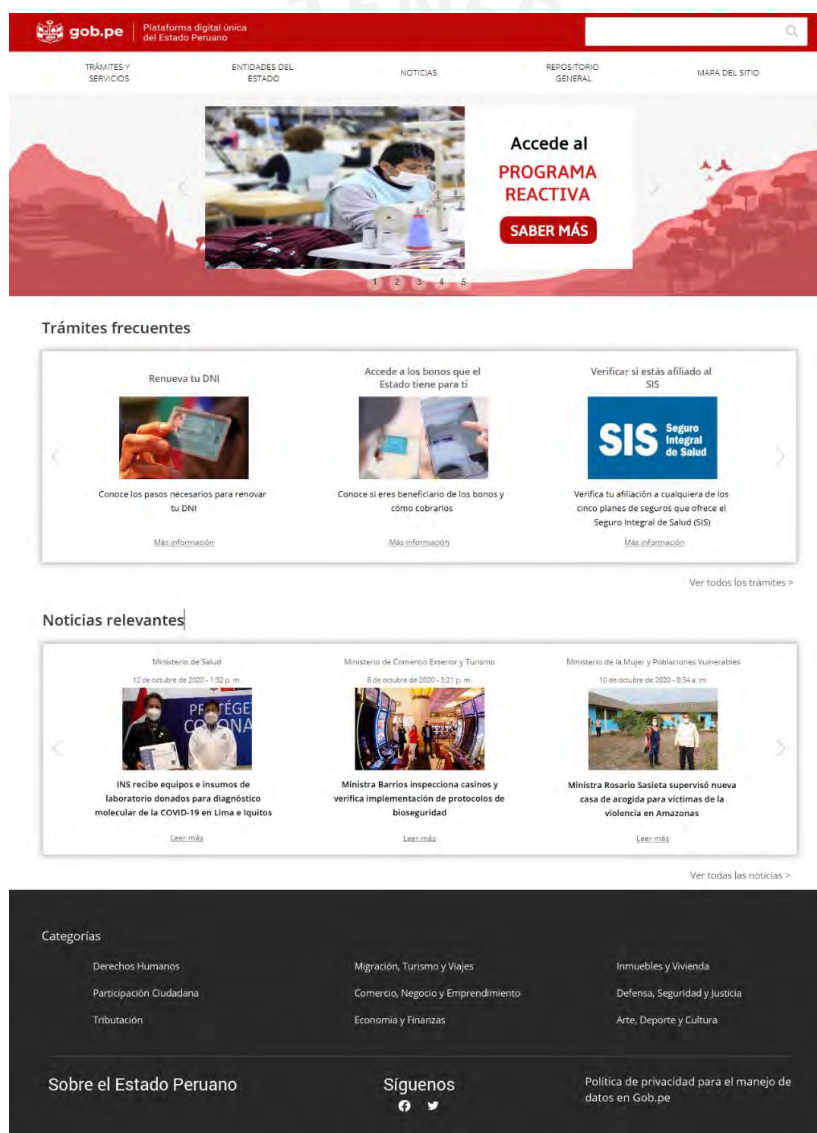 gob.pe
Plataforma digital única
del Estado Peruano
TRÁMITES Y
SERVICIOS
ENTIDADES DEL
ESTADO
NOTICIAS
REPOSITORIO
GENERAL
MAPA DEL SITIO
Accede al
PROGRAMA
REACTIVA
SABER MÁS
1 2 3 4 5
Trámites frecuentes
Renueva tu DNI
Conoce los pasos necesarios para renovar
tu DNI
Más información
Accede a los bonos que el
Estado tiene para tí
Conoce si eres beneficiario de los bonos y
cómo cobrarlos
Más información
Verificar si estás afiliado al
SIS
SIS
Seguro
Integral
de Salud
Verifica tu afiliación a cualquiera de los
cinco planes de seguros que ofrece el
Seguro Integral de Salud (SIS)
Más información
Ver todos los trámites >
Noticias relevantes
Ministerio de Salud
12 de octubre de 2020 - 1:32 p. m.
INS recibe equipos e insumos de
laboratorio donados para diagnóstico
molecular de la COVID-19 en Lima e Iquitos
Leer más
Ministerio de Comercio Exterior y Turismo
8 de octubre de 2020 - 3:21 p. m.
Ministra Barrios inspecciona casinos y
verifica implementación de protocolos de
bioseguridad
Leer más
Ministerio de la Mujer y Poblaciones Vulnerables
10 de octubre de 2020 - 8:54 a. m.
Ministra Rosario Sasieta supervisó nueva
casa de acogida para víctimas de la
violencia en Amazonas
Leer más
Ver todas las noticias >
Categorías
Derechos Humanos
Migración, Turismo y Viajes
Inmuebles y Vivienda
Participación Ciudadana
Comercio, Negocio y Emprendimiento
Defensa, Seguridad y Justicia
Tributación
Economía y Finanzas
Arte, Deporte y Cultura
Sobre el Estado Peruano
Síguenos
Política de privacidad para el manejo de
datos en Gob.pe